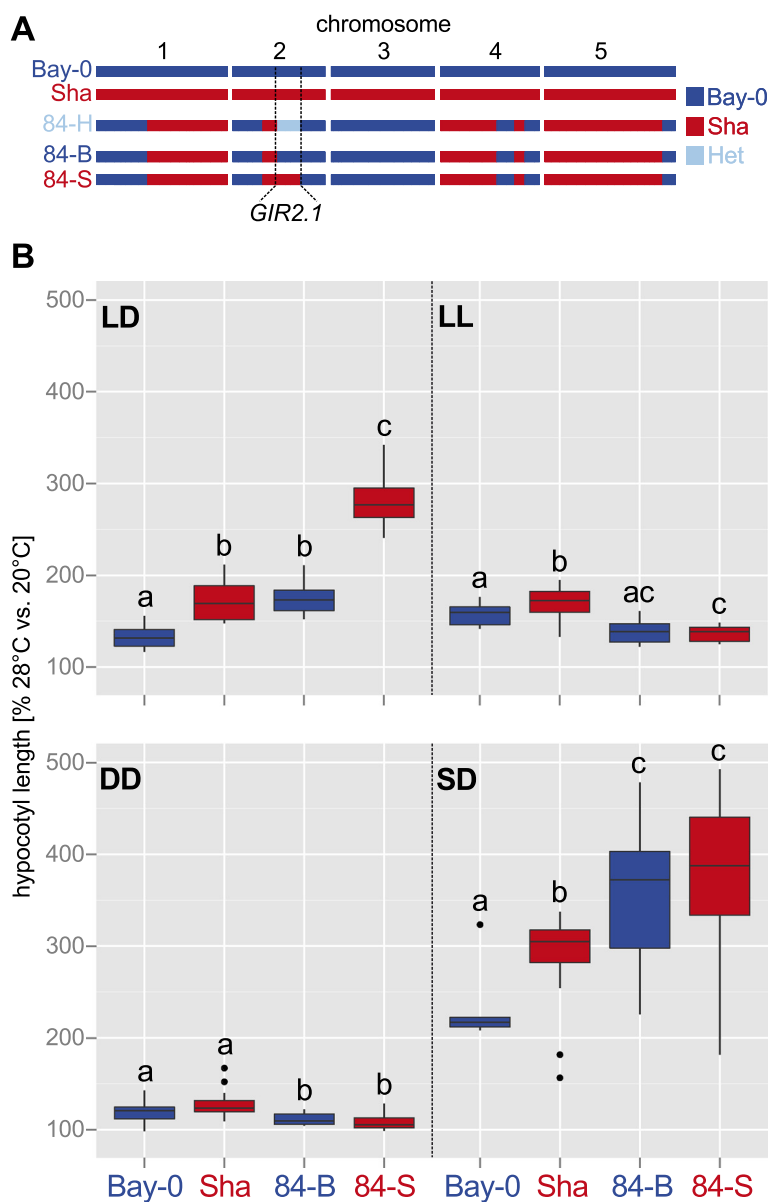 A
chromosome
1 2 3 4 5
Bay-0
Sha
84-H
84-B
84-S
Bay-0
Sha
Het
GIR2.1
B
hypocotyl length [% 28°C vs. 20°C]
LD
LL
500
400
300
200
100
a b b c
a b ac c
DD
SD
500
400
300
200
100
a a b b
a b c c
Bay-0 Sha 84-B 84-S Bay-0 Sha 84-B 84-S